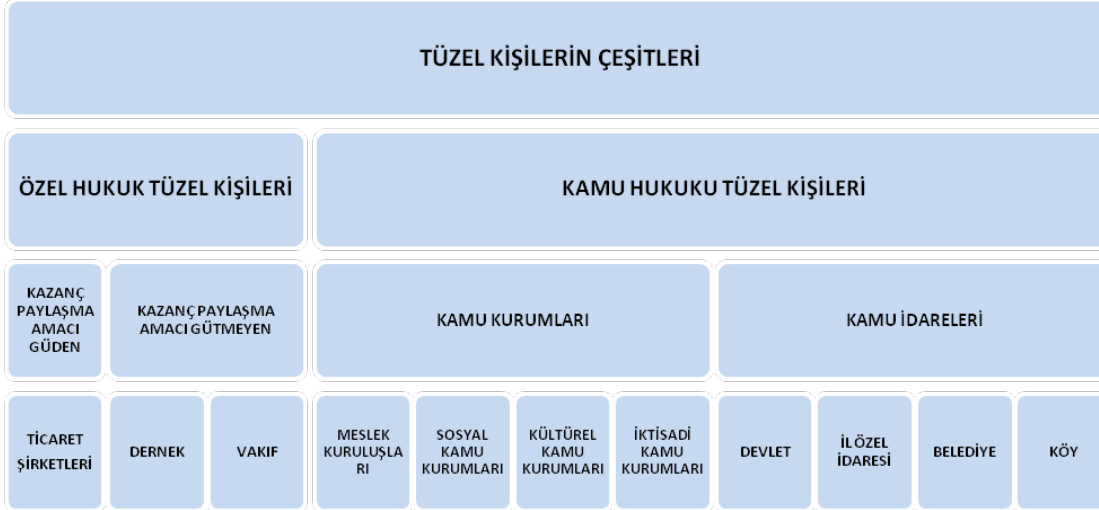 TÜZEL KİŞİLERİN ÇEŞİTLERİ
ÖZEL HUKUK TÜZEL KİŞİLERİ
KAMU HUKUKU TÜZEL KİŞİLERİ
KAZANÇ
PAYLAŞMA
AMACI
GÜDEN
KAZANÇ PAYLAŞMA
AMACI GÜTMEYEN
KAMU KURUMLARI
KAMU İDARELERİ
TİCARET
ŞİRKETLERİ
DERNEK
VAKIF
MESLEK
KURULUŞLA
RI
SOSYAL
KAMU
KURUMLARI
KÜLTÜREL
KAMU
KURUMLARI
İKTİSADİ
KAMU
KURUMLARI
DEVLET
İL ÖZEL
İDARESİ
BELEDİYE
KÖY